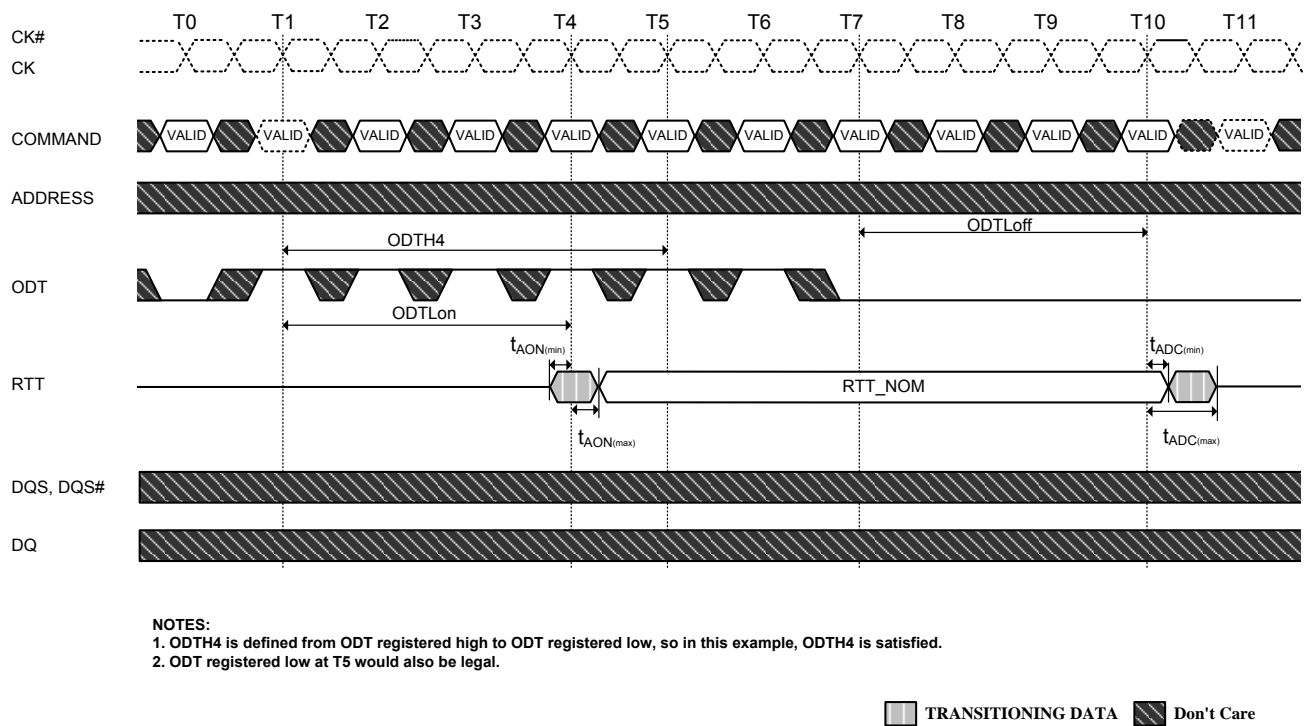 T0 T1 T2 T3 T4 T5 T6 T7 T8 T9 T10 T11
CK#
CK
COMMAND VALID VALID VALID VALID VALID VALID VALID VALID VALID VALID VALID VALID
ADDRESS
ODTLoff
ODTH4
ODT
ODTLon
tAON(min) tADC(min)
RTT RTT_NOM
tAON(max) tADC(max)
DQS, DQS#
DQ
NOTES:
1. ODTH4 is defined from ODT registered high to ODT registered low, so in this example, ODTH4 is satisfied.
2. ODT registered low at T5 would also be legal.
TRANSITIONING DATA Don't Care